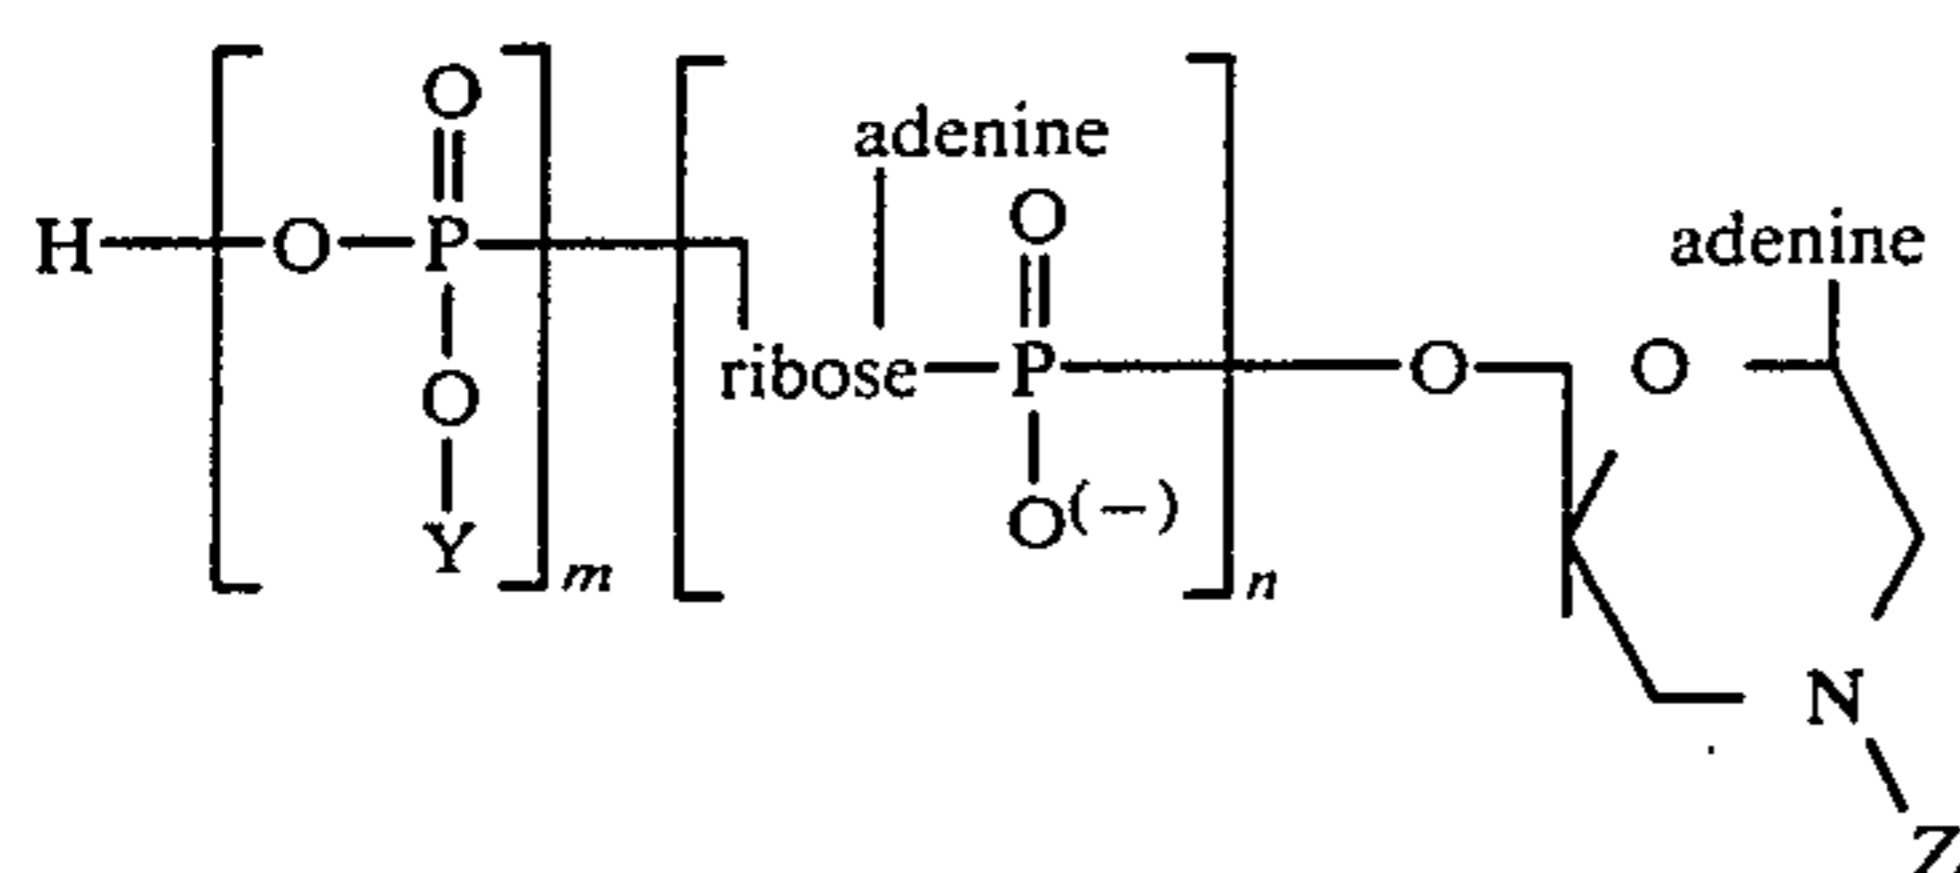 O
adenine
O
H O P adenine
ribose P O O
O
O(−)
Y m n
N
Z